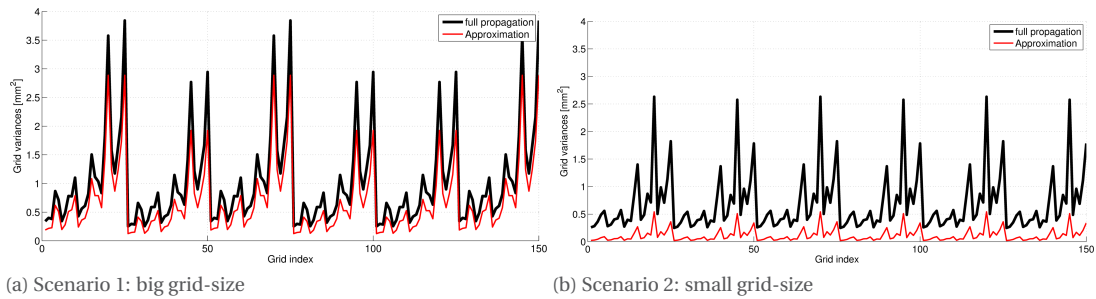 4
3.5
3
2.5
2
1.5
1
0.5
0
Grid variances [mm²]
0
50
100
150
Grid index
full propagation
Approximation
(a) Scenario 1: big grid-size
4
3.5
3
2.5
2
1.5
1
0.5
0
Grid variances [mm²]
50
100
150
Grid index
full propagation
Approximation
(b) Scenario 2: small grid-size